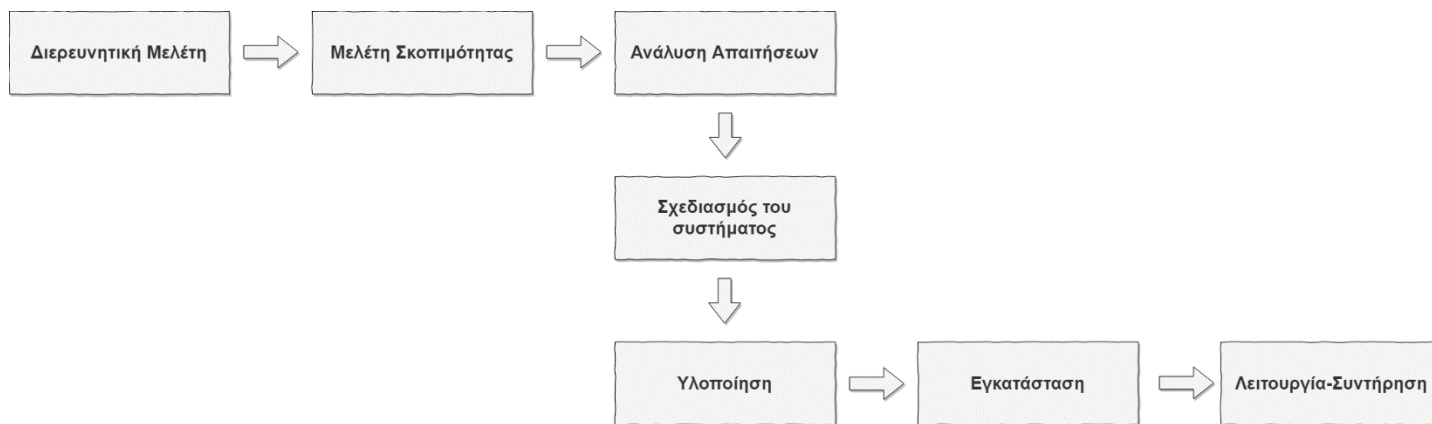 Διερευνητική Μελέτη
Μελέτη Σκοπιμότητας
Ανάλυση Απαιτήσεων
Σχεδιασμός του
συστήματος
Υλοποίηση
Εγκατάσταση
Λειτουργία-Συντήρηση